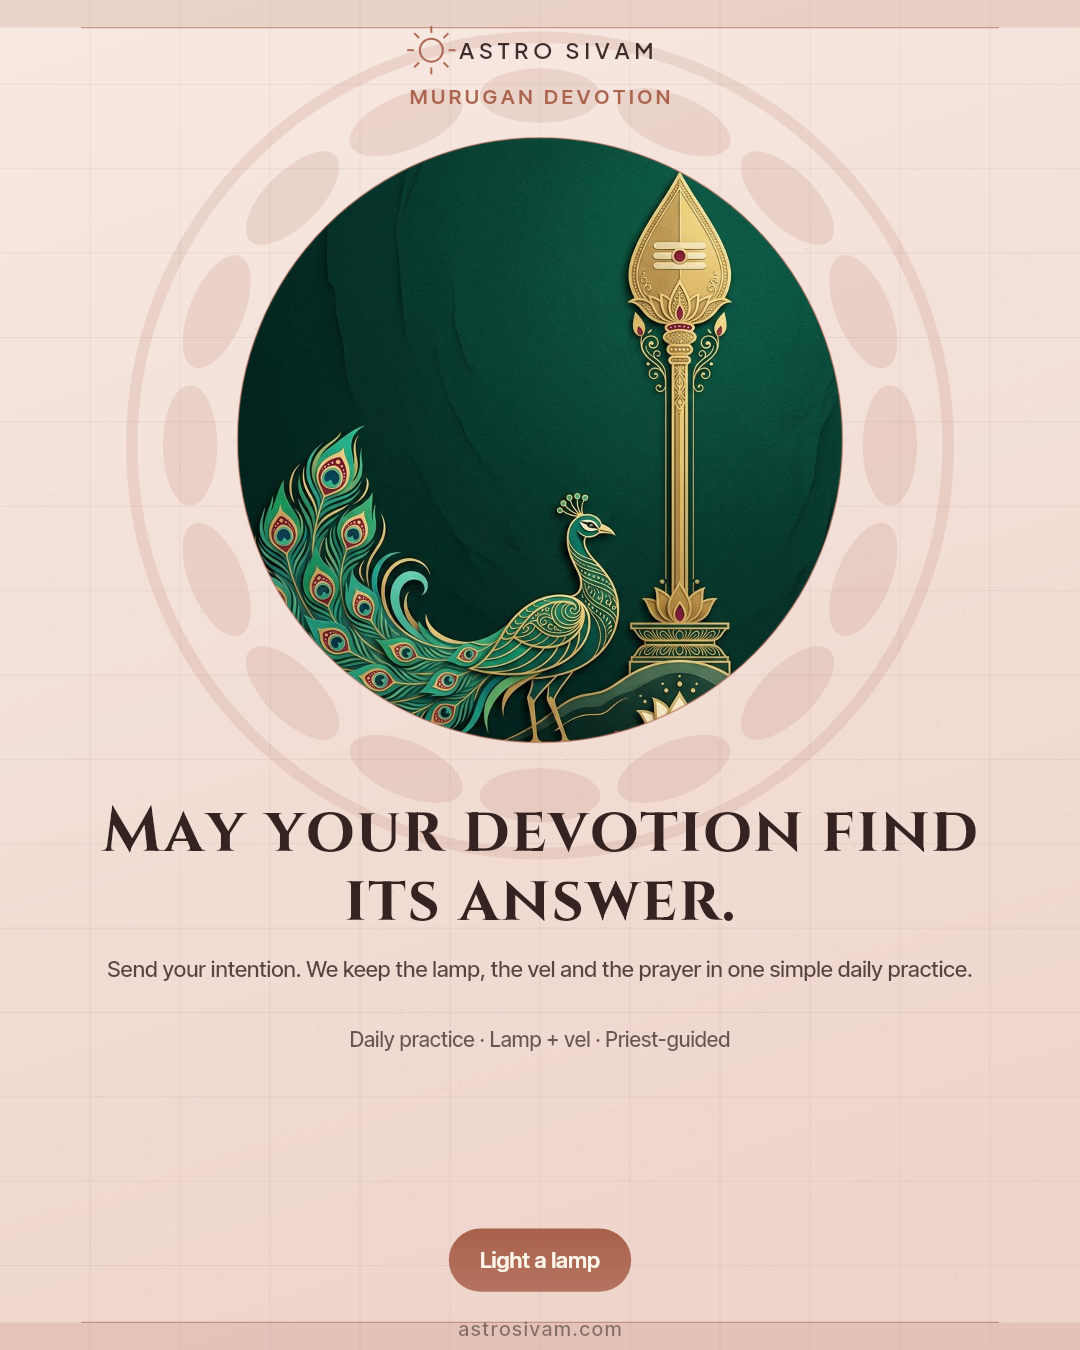 ASTRO SIVAM
MURUGAN DEVOTION
MAY YOUR DEVOTION FIND
ITS ANSWER.
Send your intention. We keep the lamp, the vel and the prayer in one simple daily practice.
Daily practice · Lamp + vel · Priest-guided
Light a lamp
astrosivam.com